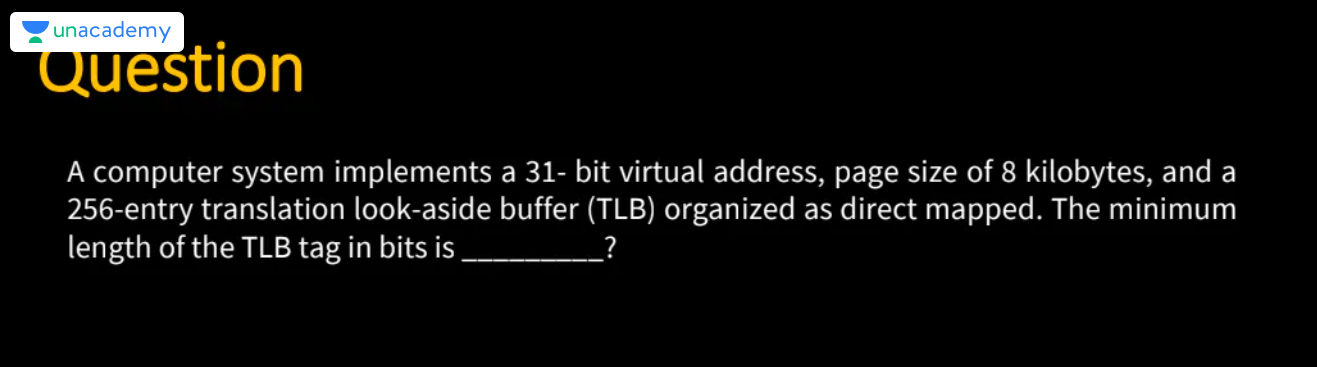 unacademy
Question
A computer system implements a 31- bit virtual address, page size of 8 kilobytes, and a
256-entry translation look-aside buffer (TLB) organized as direct mapped. The minimum
length of the TLB tag in bits is _________?